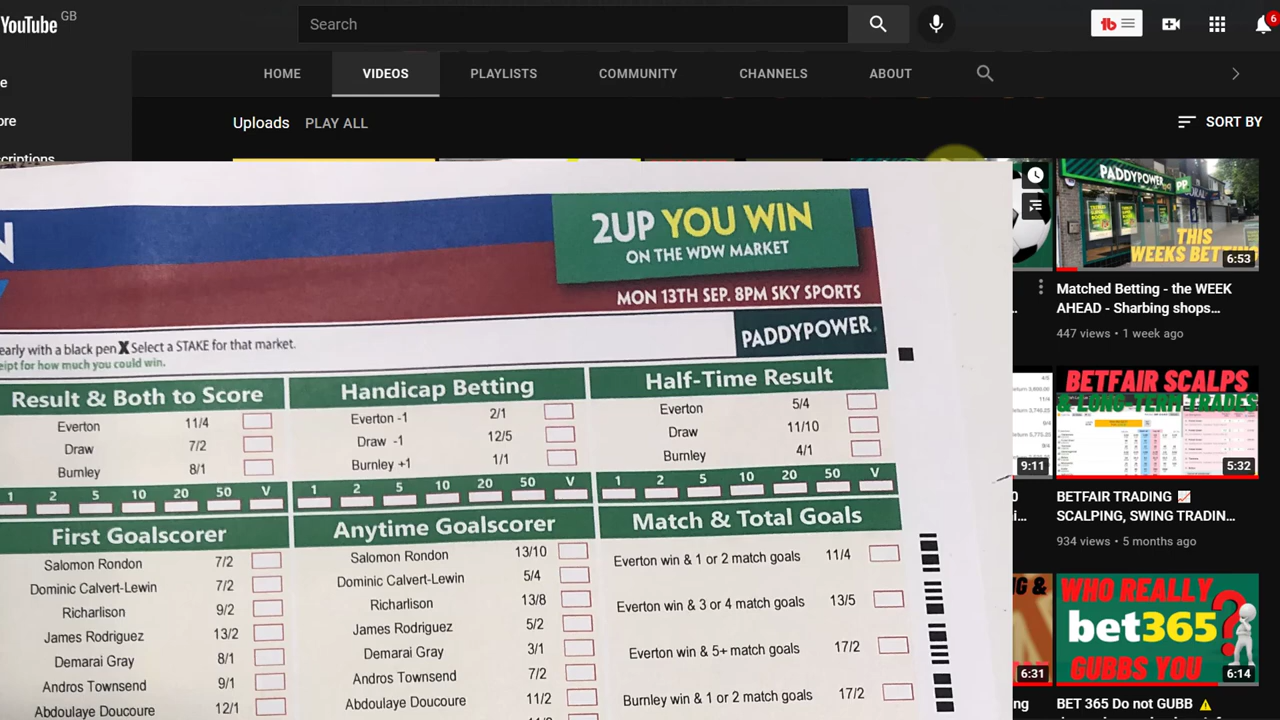 YouTube GB
Search
HOME VIDEOS PLAYLISTS COMMUNITY CHANNELS ABOUT
Uploads PLAY ALL
SORT BY
6
2UP YOU WIN
ON THE WDW MARKET
MON 13TH SEP. 8PM SKY SPORTS
with a black pen X Select a STAKE for that market.
for how much you could win.
PADDYPOWER
Result & Both to Score
Everton 11/4
Draw 7/2
Burnley 8/1
1 2 5 10 20 50 V
Handicap Betting
Everton -1 2/1
Draw -1 12/5
Burnley +1 1/1
1 2 5 10 20 50 V
Half-Time Result
Everton 5/4
Draw 11/10
Burnley 4/1
1 2 5 10 20 50 V
First Goalscorer
Salomon Rondon 7/2
Dominic Calvert-Lewin 7/2
Richarlison 9/2
James Rodriguez 13/2
Demarai Gray 8/1
Andros Townsend 9/1
Abdoulaye Doucoure 12/1
Anytime Goalscorer
Salomon Rondon 13/10
Dominic Calvert-Lewin 5/4
Richarlison 13/8
James Rodriguez 5/2
Demarai Gray 3/1
Andros Townsend 7/2
Abdoulaye Doucoure 11/2
Match & Total Goals
Everton win & 1 or 2 match goals 11/4
Everton win & 3 or 4 match goals 13/5
Everton win & 5+ match goals 17/2
Burnley win & 1 or 2 match goals 17/2
PADDYPOWER PP
THIS
WEEKS
6:53
Matched Betting - the WEEK
AHEAD - Sharbing shops...
447 views • 1 week ago
9:11
BETFAIR SCALPS
& LONG-TERM TRADES
5:32
BETFAIR TRADING
SCALPING, SWING TRADIN...
934 views • 5 months ago
6:31
WHO REALLY
bet365
GUBBS YOU
?
6:14
BET 365 Do not GUBB